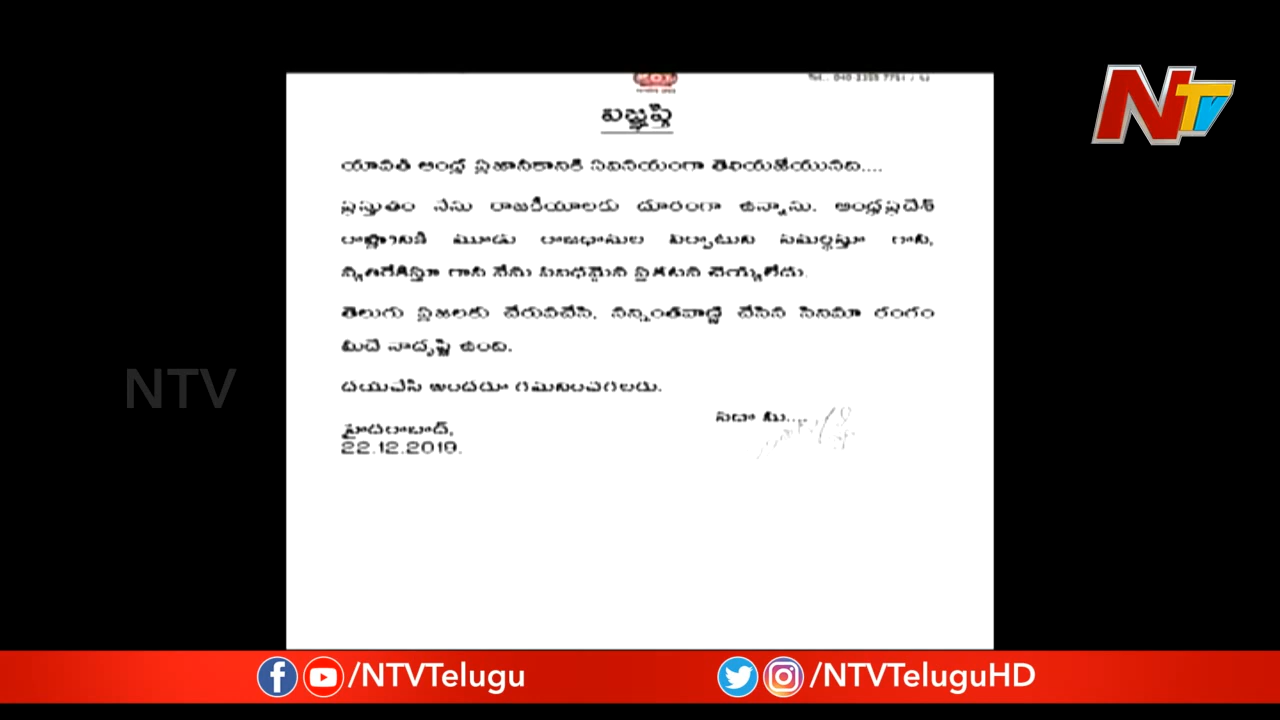 NTV
విజ్ఞప్తి
యావత్ ఆంధ్ర ప్రజానీకానికి సవినయంగా తెలియజేయునది....
ప్రస్తుతం నేను రాజకీయాలకు దూరంగా ఉన్నాను. ఆంధ్రప్రదేశ్
రాష్ట్రానికి మూడు రాజధానుల ఏర్పాటుని సమర్థిస్తూ గాని,
వ్యతిరేకిస్తూ గాని నేను ఏవిధమైన ప్రకటన చెయ్యలేదు.
తెలుగు ప్రజలకు చేరువచేసి, నన్నింతవాణ్ణి చేసిన సినిమా రంగం
మీదే నాదృష్టి ఉంది.
NTV
దయచేసి అందరూ గమనించగలరు.
సదా మీ....
హైదరాబాద్,
22.12.2019.
/NTVTelugu
/NTVTeluguHD